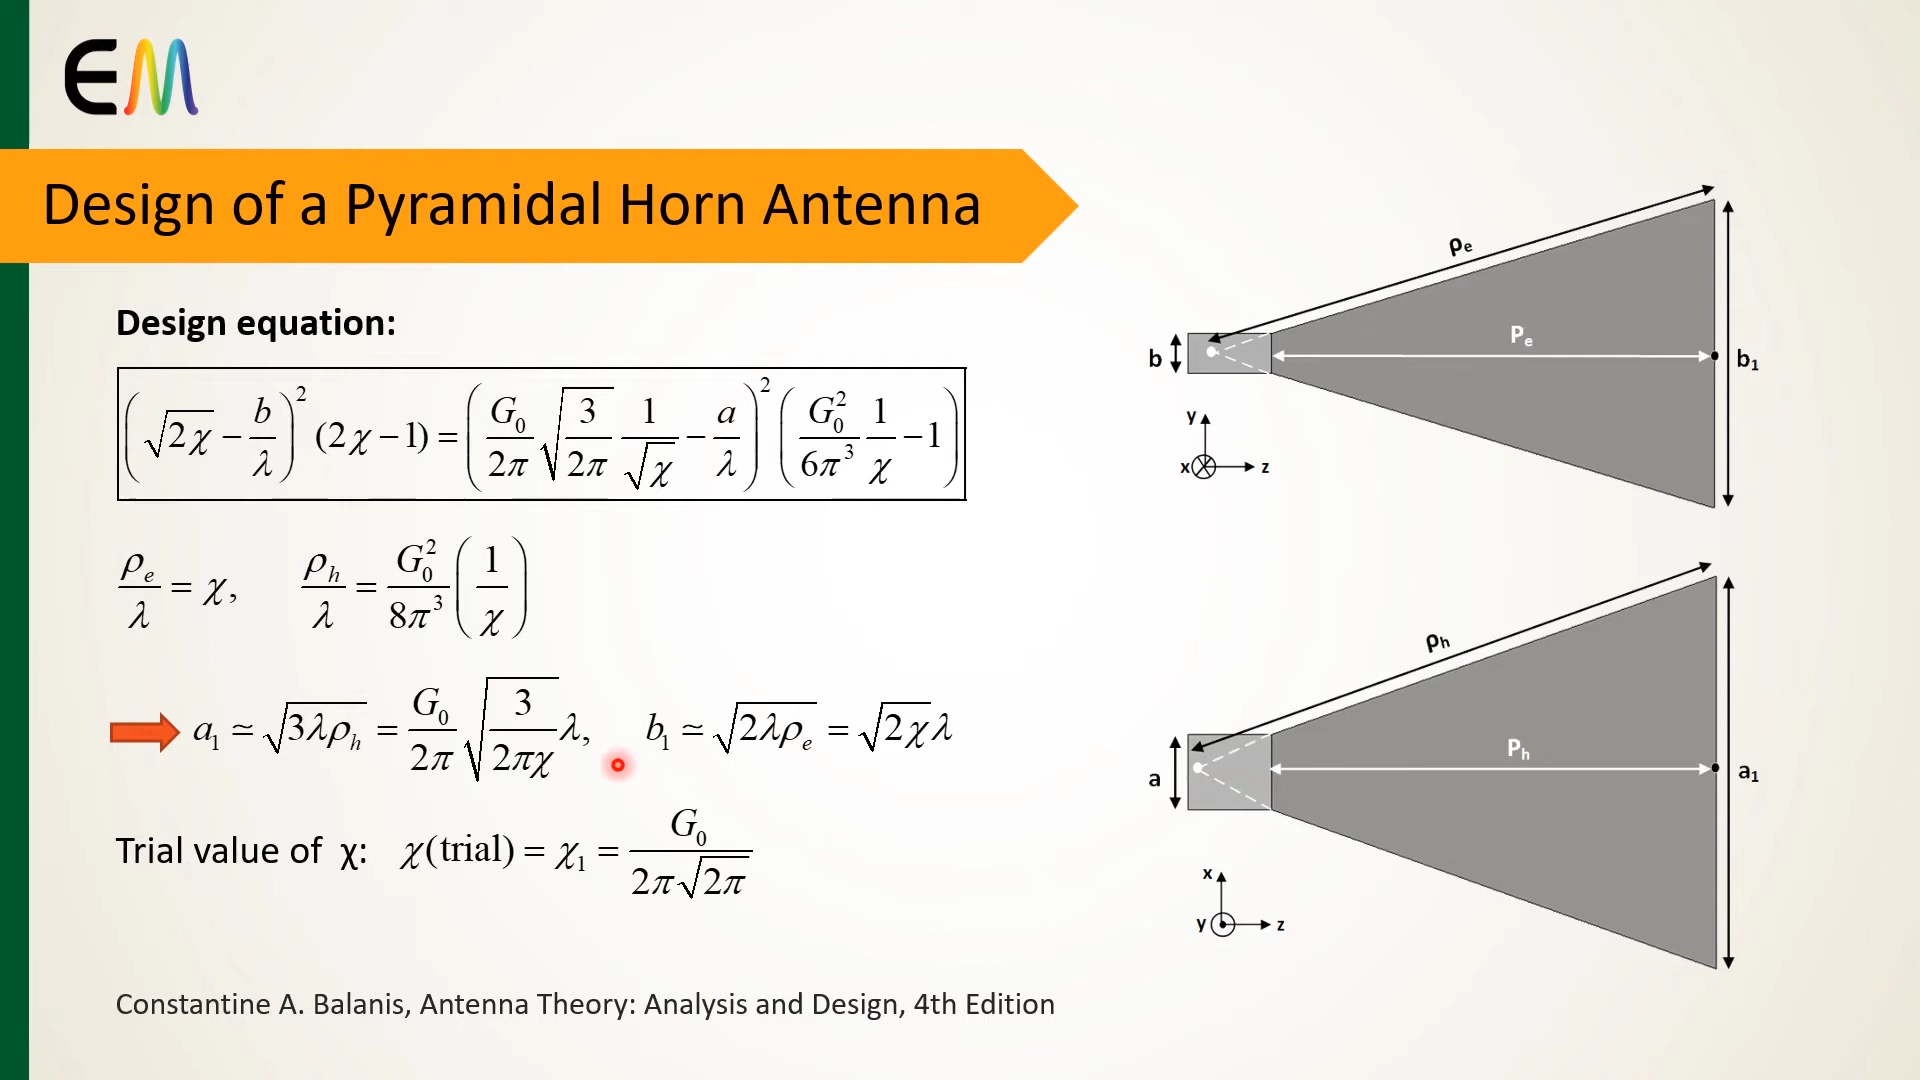 EM
Design of a Pyramidal Horn Antenna
Design equation:
(√(2χ) − b/λ)² (2χ−1) = (G₀/2π √(3/2π) 1/√χ − a/λ)² (G₀²/6π³ 1/χ − 1)
ρₑ/λ = χ, ρₕ/λ = G₀²/8π³ (1/χ)
a₁ ≃ √(3λρₕ) = G₀/2π √(3/2πχ) λ, b₁ ≃ √(2λρₑ) = √(2χ) λ
Trial value of χ: χ(trial) = χ₁ = G₀/(2π√(2π))
Constantine A. Balanis, Antenna Theory: Analysis and Design, 4th Edition
ρₑ
Pₑ
b
b₁
y
x
z
ρₕ
Pₕ
a
a₁
x
y
z